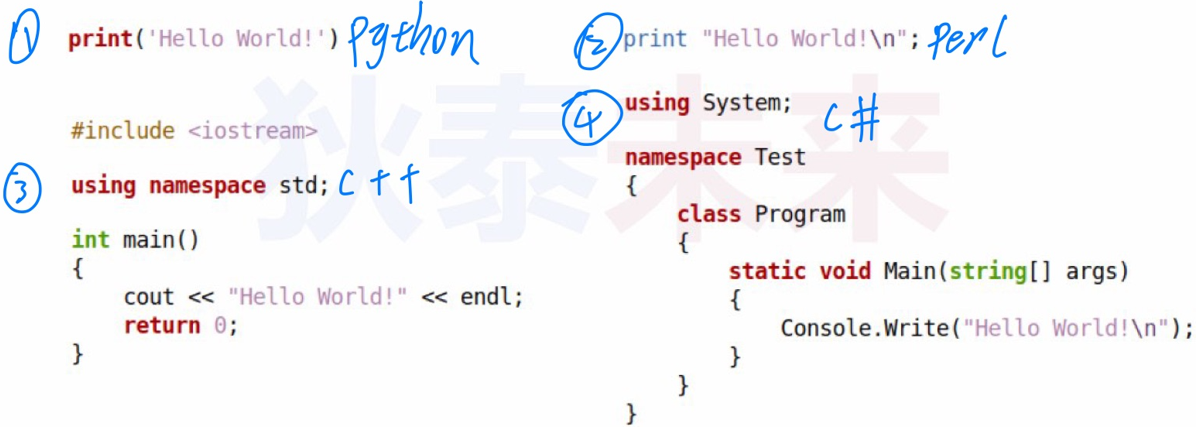 ① print('Hello World!') python
② print "Hello World!\n"; perl
#include <iostream>
③ using namespace std; C++
int main()
{
    cout << "Hello World!" << endl;
    return 0;
}
④ using System; C#
namespace Test
{
    class Program
    {
        static void Main(string[] args)
        {
            Console.Write("Hello World!\n");
        }
    }
}
狄泰未来